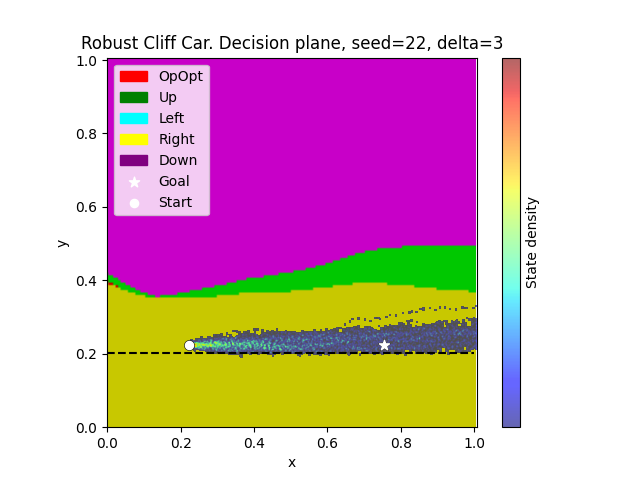 Robust Cliff Car. Decision plane, seed=22, delta=3
OpOpt
Up
Left
Right
Down
Goal
Start
1.0
0.8
0.6
0.4
0.2
0.0
y
0.0 0.2 0.4 0.6 0.8 1.0
x
State density